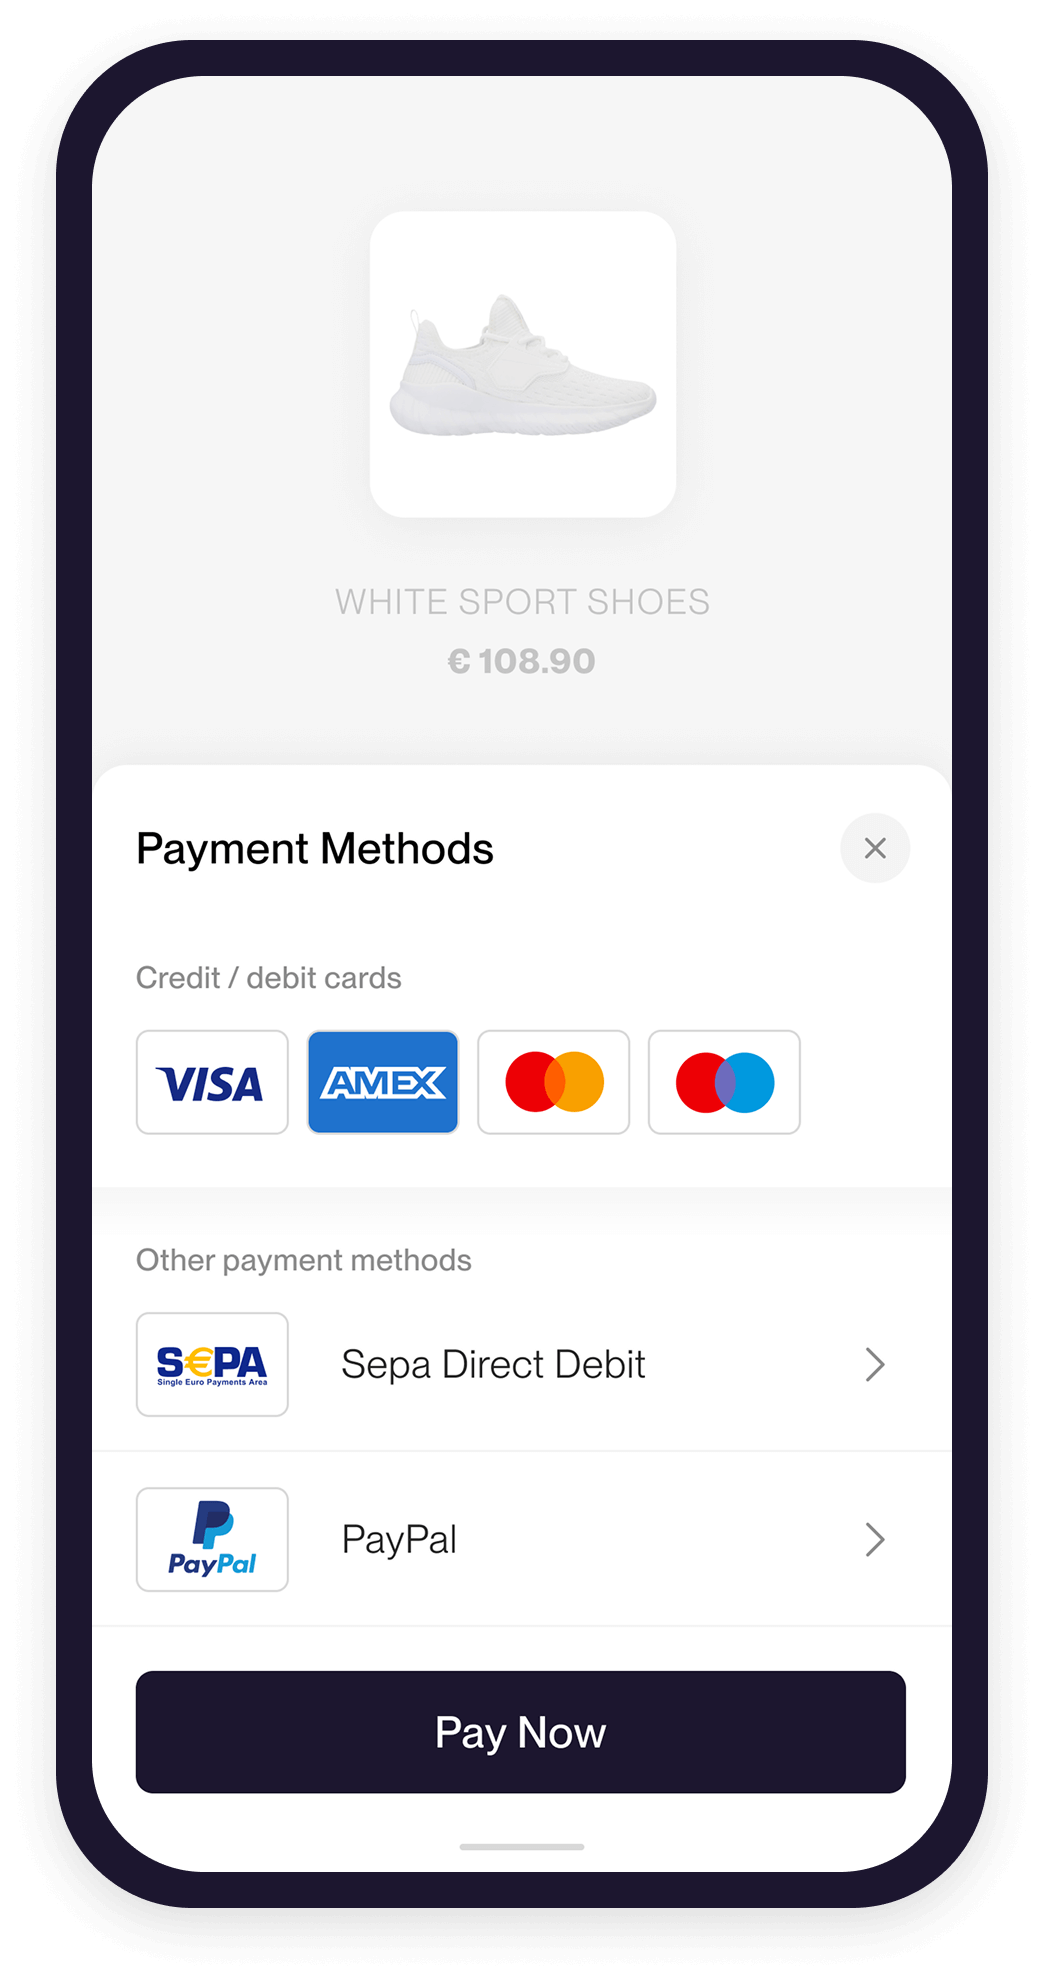 WHITE SPORT SHOES
€ 108.90
Payment Methods
Credit / debit cards
VISA AMEX
Other payment methods
S€PA
Single Euro Payments Area
Sepa Direct Debit
PayPal
PayPal
Pay Now